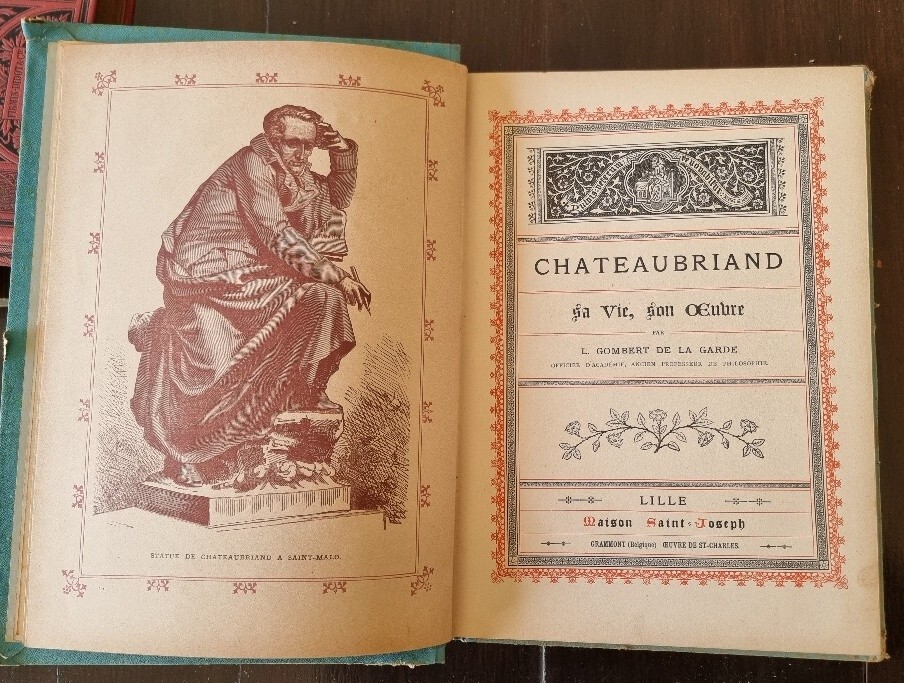 STATUE DE CHATEAUBRIAND A SAINT-MALO.
CHATEAUBRIAND
Sa Vie, son Œuvre
PAR
L. GOMBERT DE LA GARDE
OFFICIER D'ACADÉMIE, ANCIEN PROFESSEUR DE PHILOSOPHIE.
LILLE
Maison Saint-Joseph
GRAMMONT (Belgique) ŒUVRE DE ST-CHARLES.